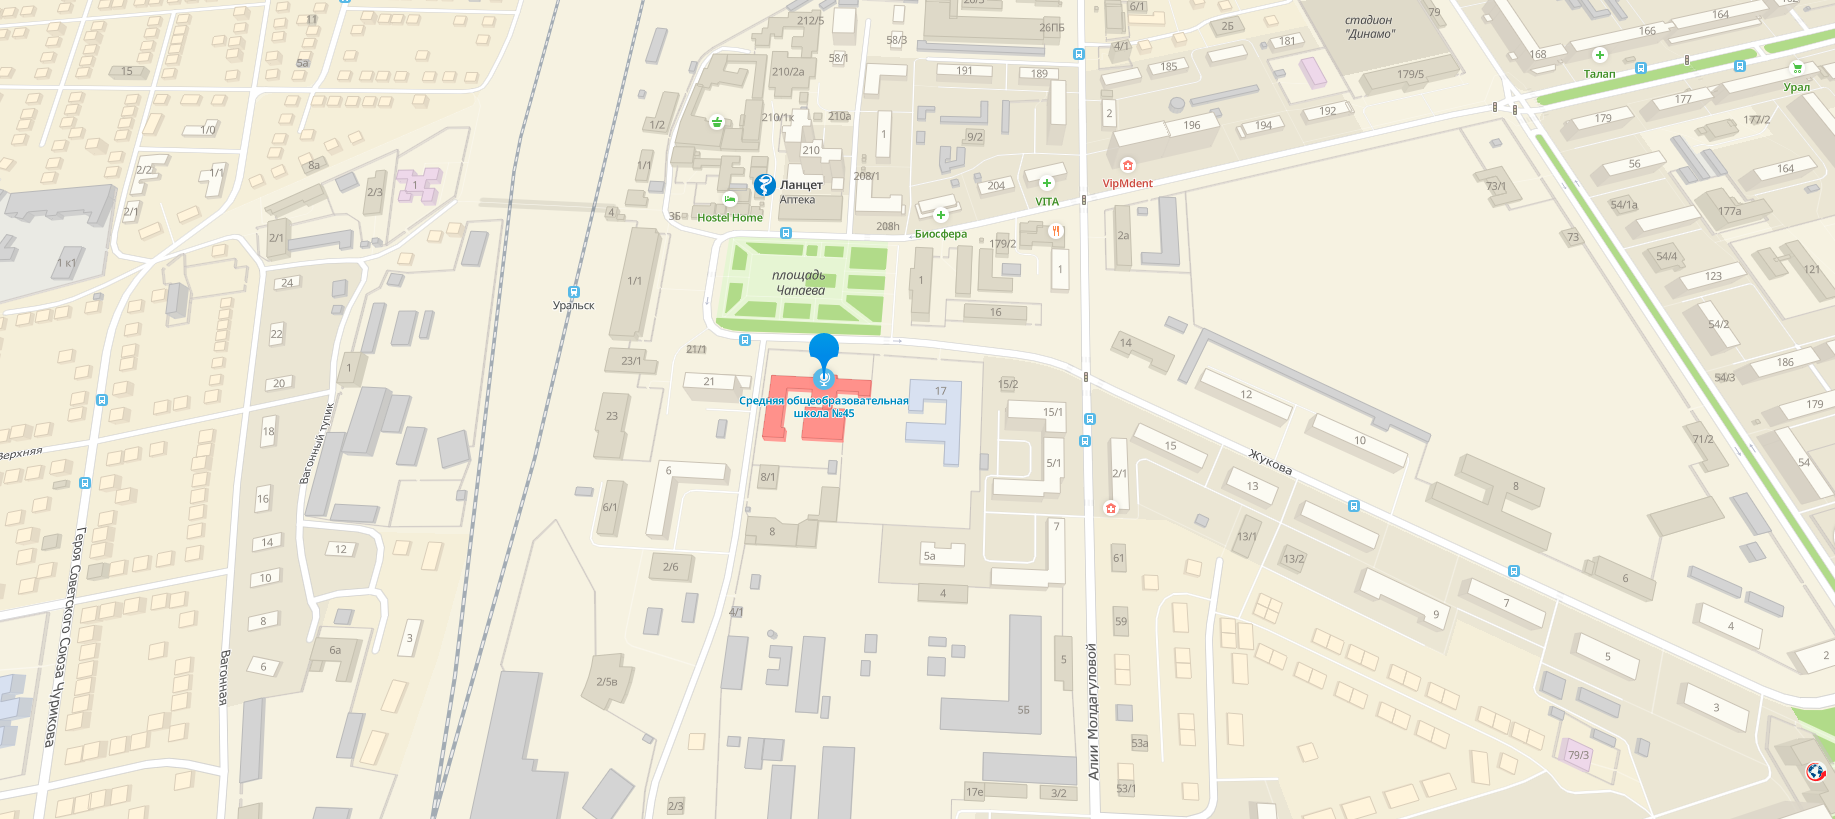 212/5
26/5
26ПБ
6/1
2Б
79
стадион
"Динамо"
164
162
166
168
11
5а
15
58/3
58/1
4/1
181
185
179/5
Талап
Урал
191
189
210/2а
210/1к
210а
210
1/2
1/0
1
2
9/2
196
194
192
179
177
177/2
2/2
1/1
8а
2/3
1
2/1
1/1
208/1
204
VITA
VipMdent
56
164
73/1
54/1а
177а
Ланцет
Аптека
Hostel Home
3Б
4
208h
Биосфера
179/2
2а
73
54/4
1 к1
2/1
24
1/1
площадь
Чапаева
1
1
16
123
121
Уральск
22
54/2
23/1
21/1
14
186
20
1
21
Средняя общеобразовательная
школа №45
17
15/2
15/1
12
10
54/3
179
Вагонный тупик
Верхняя
18
23
6
8/1
5/1
2/1
15
13
Жукова
71/2
54
8
16
6/1
8
7
14
12
5а
2/6
61
13/1
13/2
10
4
6
Героя Советского Союза Чурикова
Вагонная
8
3
6а
6
4/1
59
9
7
4
5
2
2/5в
5
5Б
Алии Молдагуловой
53а
3
79/3
2/3
17е
3/2
53/1